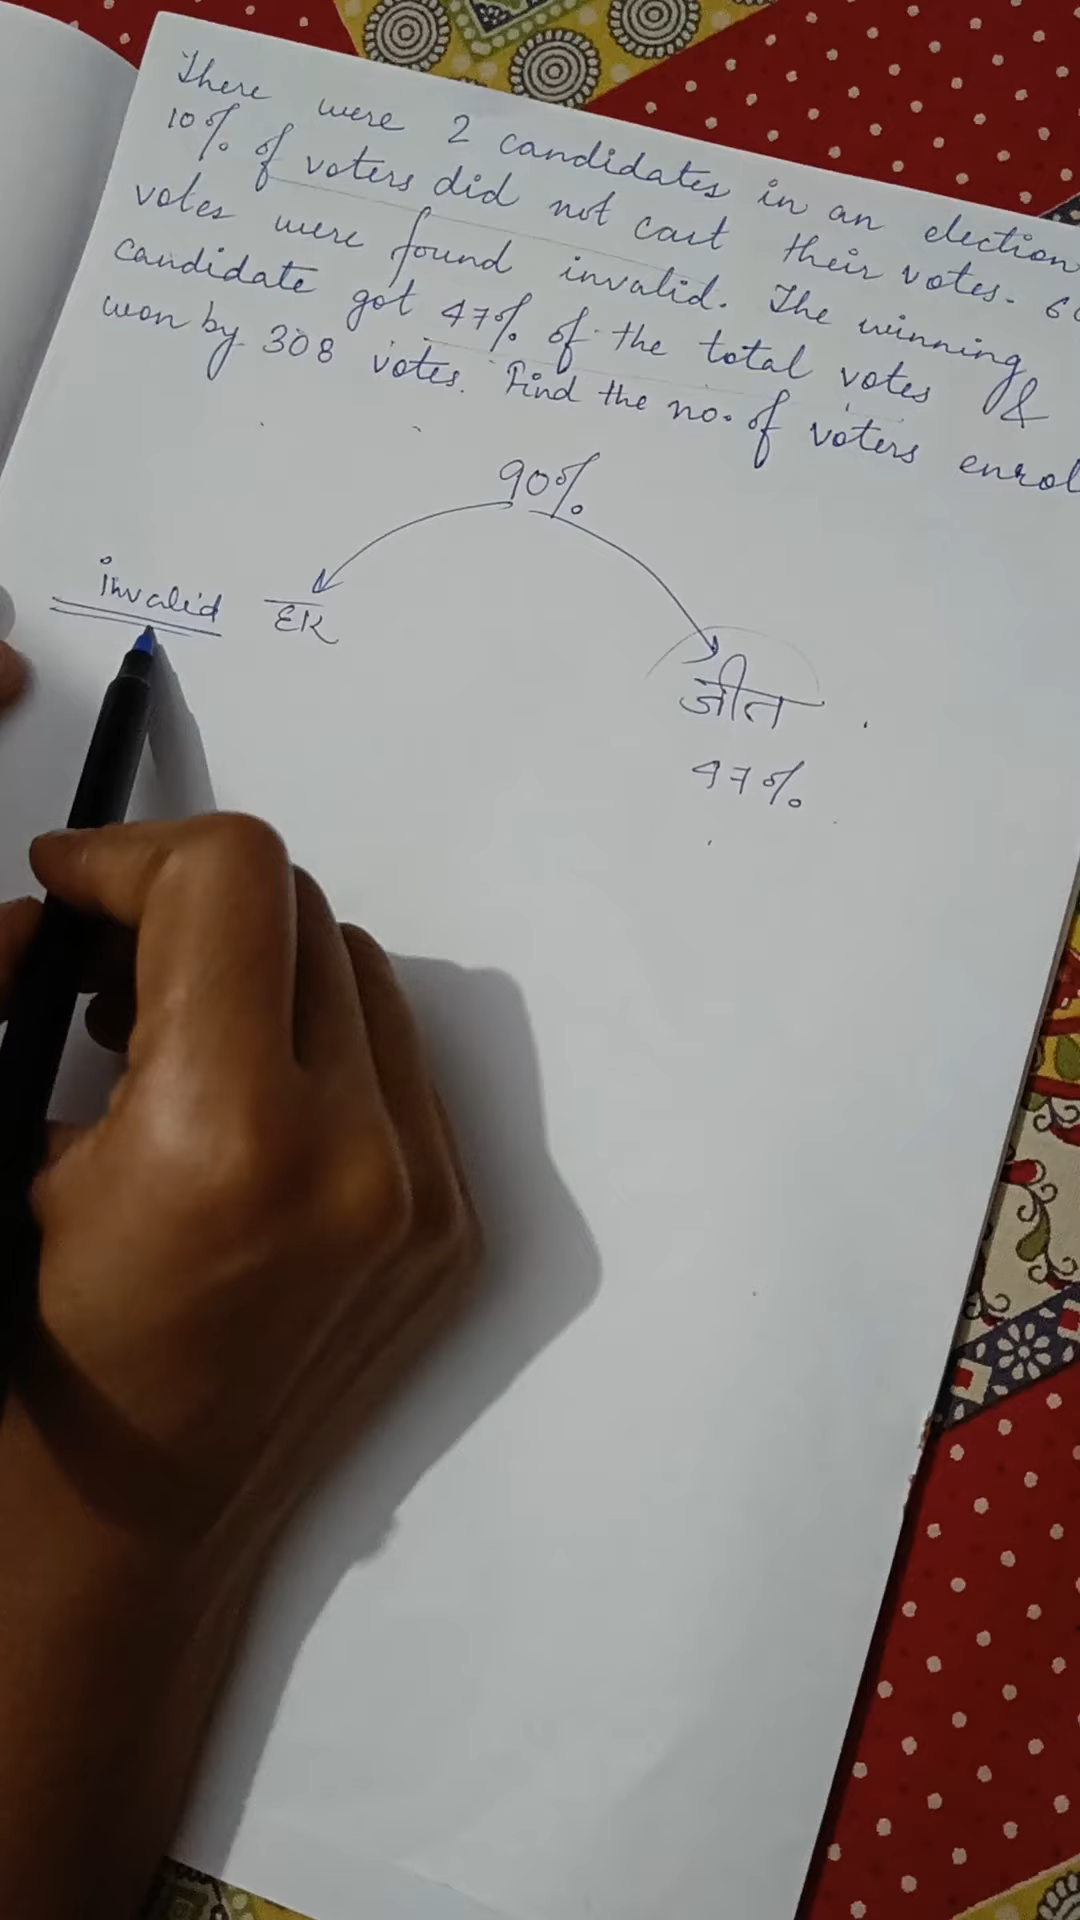 There were 2 candidates in an election
10% of voters did not cast their votes. 60
votes were found invalid. The winning
candidate got 47% of the total votes &
won by 308 votes. Find the no. of voters enrol
90%
invalid
जीत
47%